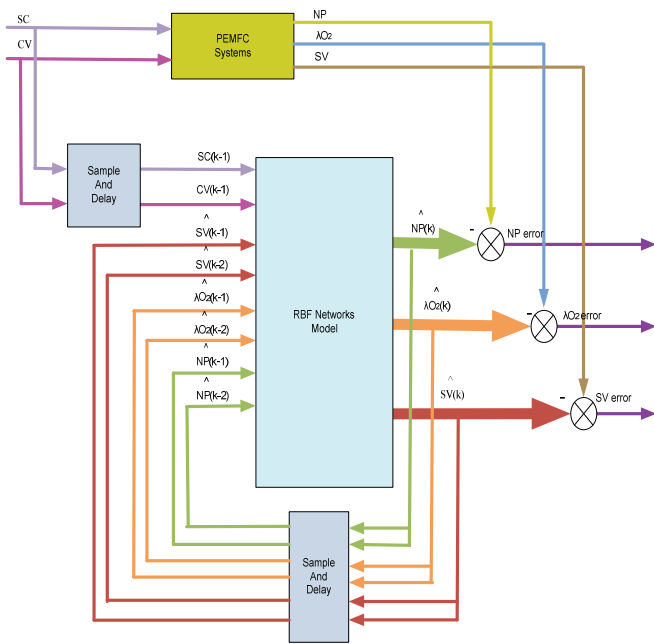 SC
CV
PEMFC
Systems
NP
λO2
SV
Sample
And
Delay
SC(k-1)
CV(k-1)
^
SV(k-1)
^
SV(k-2)
^
λO2(k-1)
^
λO2(k-2)
^
NP(k-1)
^
NP(k-2)
RBF Networks
Model
^
NP(k)
-
NP error
^
λO2(k)
-
λO2 error
^
SV(k)
-
SV error
Sample
And
Delay